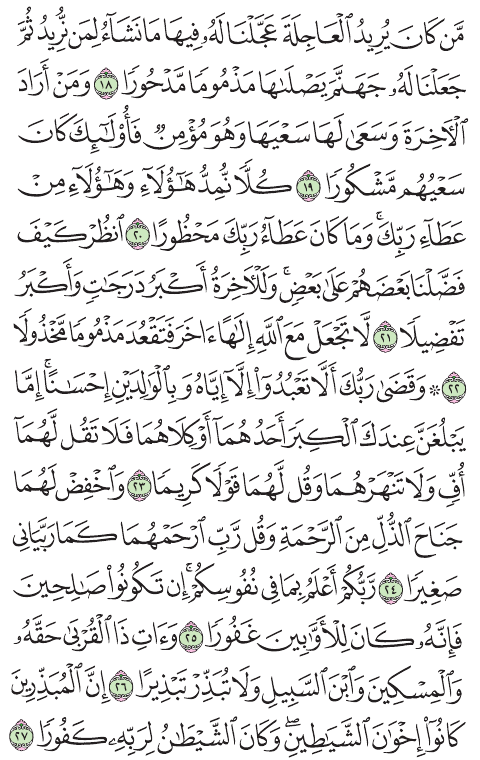 مَّن كَانَ يُرِيدُ ٱلۡعَاجِلَةَ عَجَّلۡنَا لَهُۥ فِيهَا مَا نَشَآءُ لِمَن نُّرِيدُ ثُمَّ
جَعَلۡنَا لَهُۥ جَهَنَّمَ يَصۡلَىٰهَا مَذۡمُومٗا مَّدۡحُورٗا ١٨ وَمَنۡ أَرَادَ
ٱلۡأٓخِرَةَ وَسَعَىٰ لَهَا سَعۡيَهَا وَهُوَ مُؤۡمِنٞ فَأُوْلَٰٓئِكَ كَانَ
سَعۡيُهُم مَّشۡكُورٗا ١٩ كُلّٗا نُّمِدُّ هَٰٓؤُلَآءِ وَهَٰٓؤُلَآءِ مِنۡ
عَطَآءِ رَبِّكَۚ وَمَا كَانَ عَطَآءُ رَبِّكَ مَحۡظُورًا ٢٠ ٱنظُرۡ كَيۡفَ
فَضَّلۡنَا بَعۡضَهُمۡ عَلَىٰ بَعۡضٖۚ وَلَلۡأٓخِرَةُ أَكۡبَرُ دَرَجَٰتٖ وَأَكۡبَرُ
تَفۡضِيلٗا ٢١ لَّا تَجۡعَلۡ مَعَ ٱللَّهِ إِلَٰهًا ءَاخَرَ فَتَقۡعُدَ مَذۡمُومٗا مَّخۡذُولٗا
٢٢ ۞ وَقَضَىٰ رَبُّكَ أَلَّا تَعۡبُدُوٓاْ إِلَّآ إِيَّاهُ وَبِٱلۡوَٰلِدَيۡنِ إِحۡسَٰنًاۚ إِمَّا
يَبۡلُغَنَّ عِندَكَ ٱلۡكِبَرَ أَحَدُهُمَآ أَوۡ كِلَاهُمَا فَلَا تَقُل لَّهُمَآ
أُفّٖ وَلَا تَنۡهَرۡهُمَا وَقُل لَّهُمَا قَوۡلٗا كَرِيمٗا ٢٣ وَٱخۡفِضۡ لَهُمَا
جَنَاحَ ٱلذُّلِّ مِنَ ٱلرَّحۡمَةِ وَقُل رَّبِّ ٱرۡحَمۡهُمَا كَمَا رَبَّيَانِي
صَغِيرٗا ٢٤ رَّبُّكُمۡ أَعۡلَمُ بِمَا فِي نُفُوسِكُمۡۚ إِن تَكُونُواْ صَٰلِحِينَ
فَإِنَّهُۥ كَانَ لِلۡأَوَّٰبِينَ غَفُورٗا ٢٥ وَءَاتِ ذَا ٱلۡقُرۡبَىٰ حَقَّهُۥ
وَٱلۡمِسۡكِينَ وَٱبۡنَ ٱلسَّبِيلِ وَلَا تُبَذِّرۡ تَبۡذِيرًا ٢٦ إِنَّ ٱلۡمُبَذِّرِينَ
كَانُوٓاْ إِخۡوَٰنَ ٱلشَّيَٰطِينِۖ وَكَانَ ٱلشَّيۡطَٰنُ لِرَبِّهِۦ كَفُورٗا ٢٧